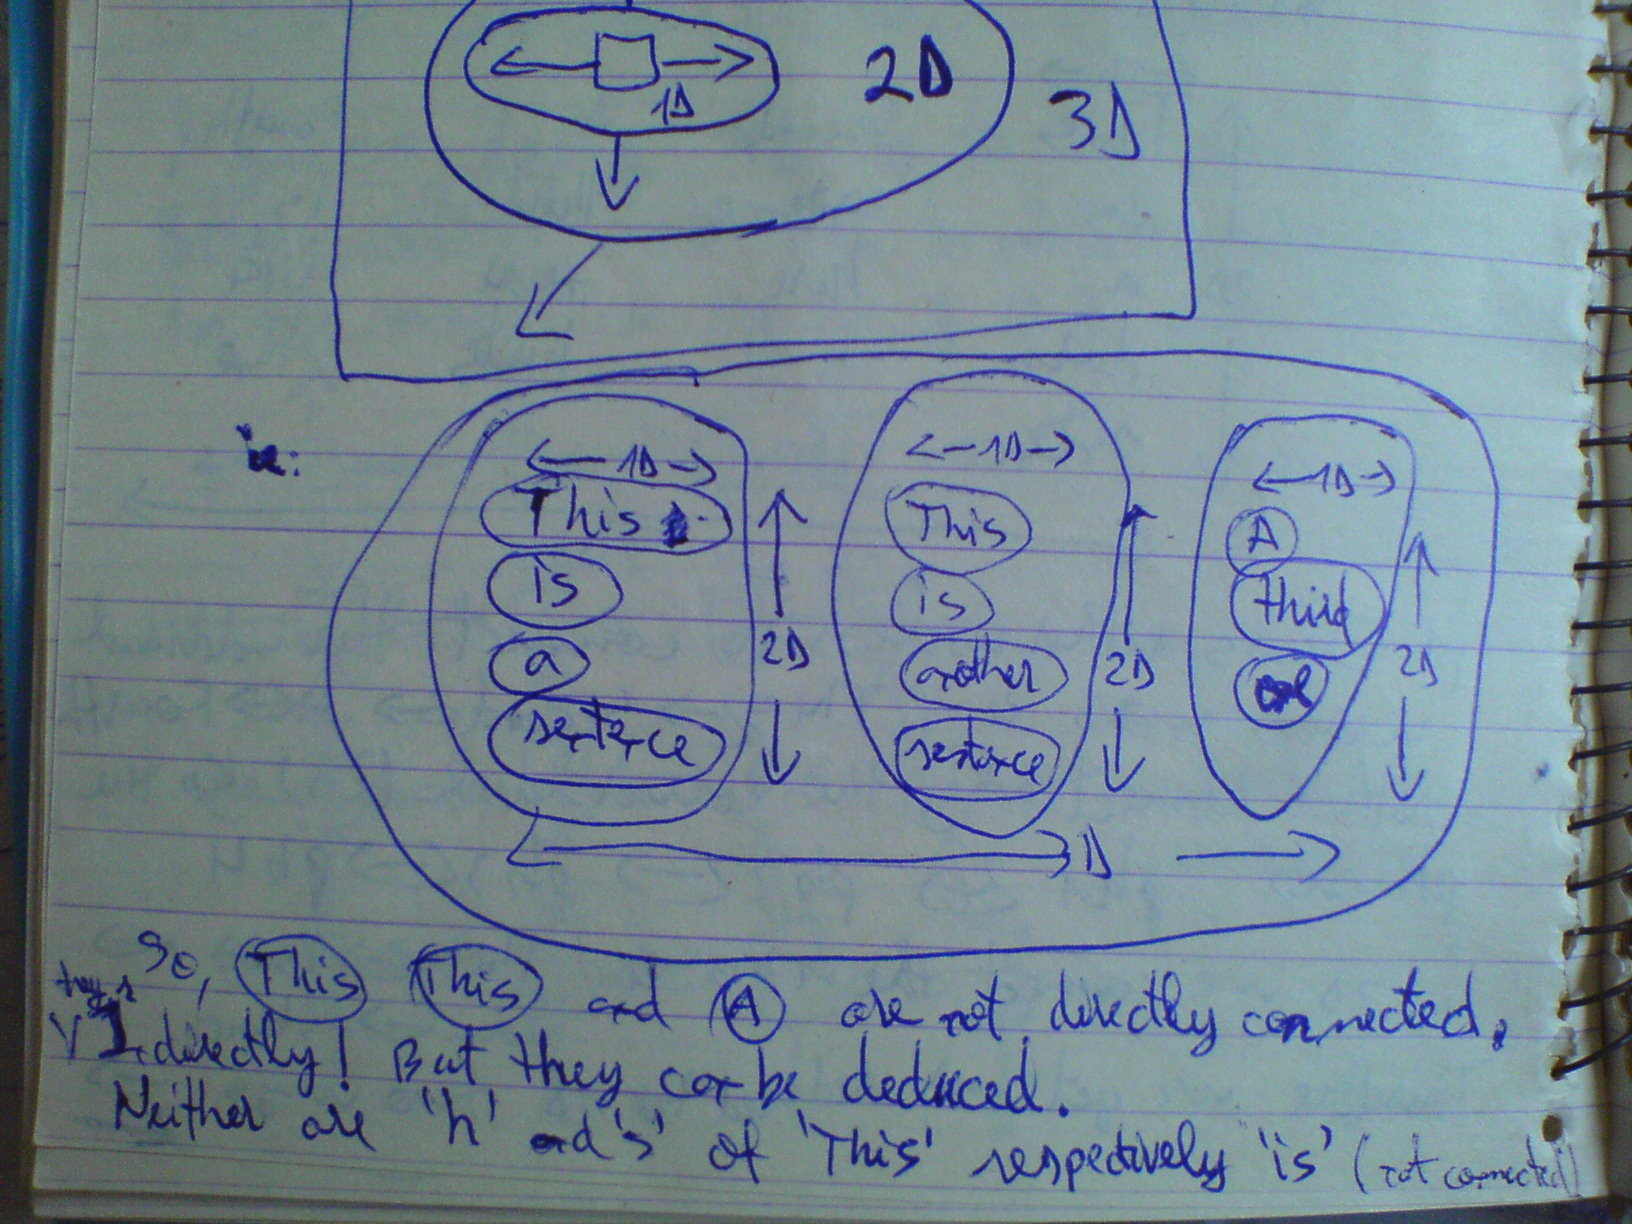 1D
2D
3D
ie:
1D
This
is
a
sentence
2D
1D
This
is
another
sentence
2D
1D
A
third
one
2D
3D
So, This This and A are not directly connected.
they're
Indirectly! But they can be deduced.
Neither are 'h' and 's' of 'This' respectively 'is' (not connected)